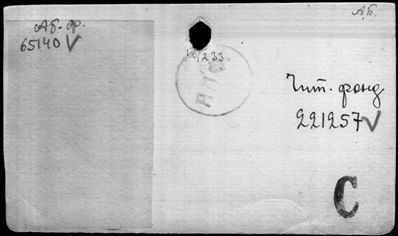 Аб. ф.
65140
АБ.
Чит. фонд
221257
С